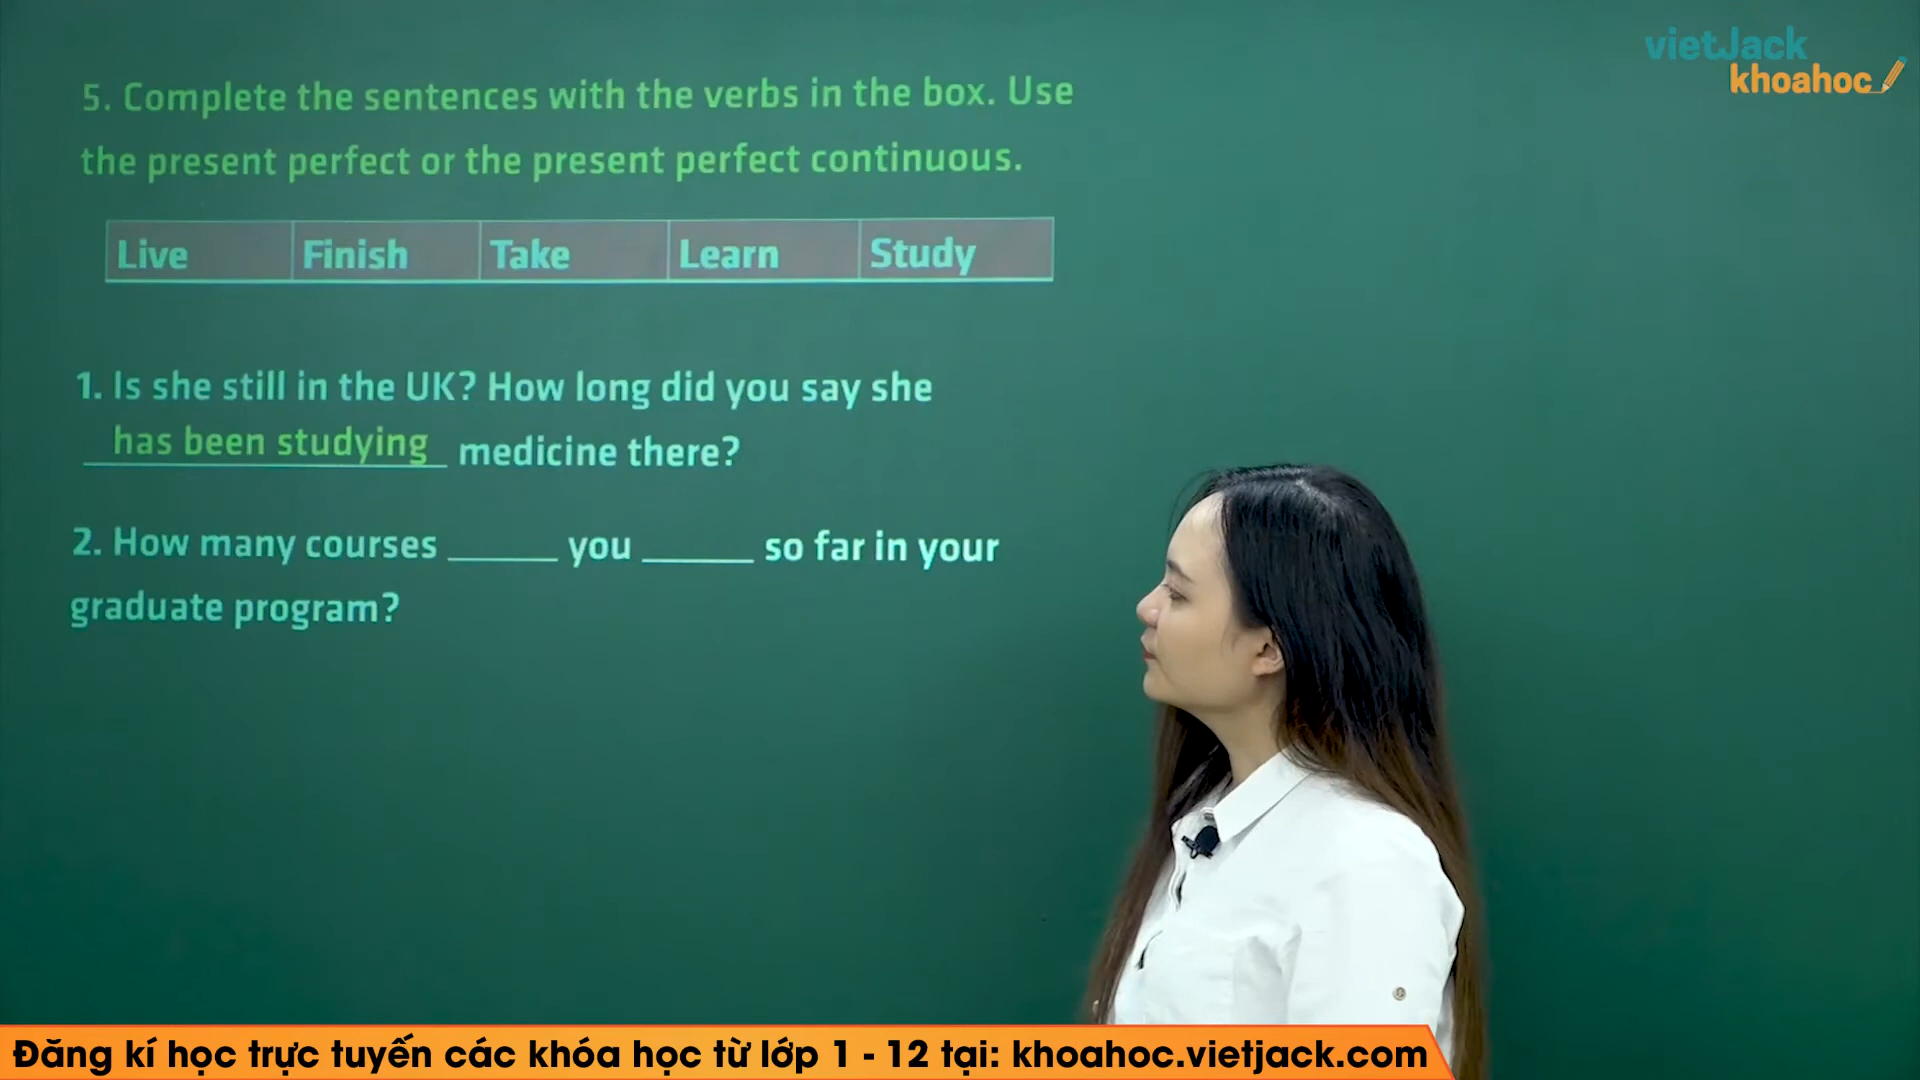 vietJack
khoahoc
5. Complete the sentences with the verbs in the box. Use
the present perfect or the present perfect continuous.
Live Finish Take Learn Study
1. Is she still in the UK? How long did you say she
has been studying medicine there?
2. How many courses ______ you ______ so far in your
graduate program?
Đăng kí học trực tuyến các khóa học từ lớp 1 - 12 tại: khoahoc.vietjack.com